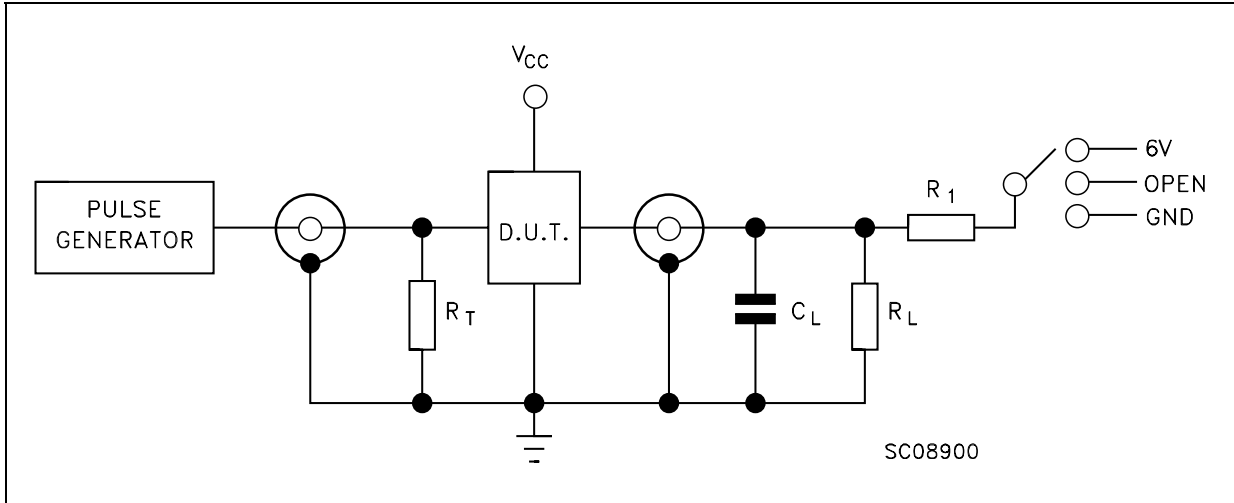 VCC
PULSE
GENERATOR
D.U.T.
RT
CL
RL
R1
6V
OPEN
GND
SC08900